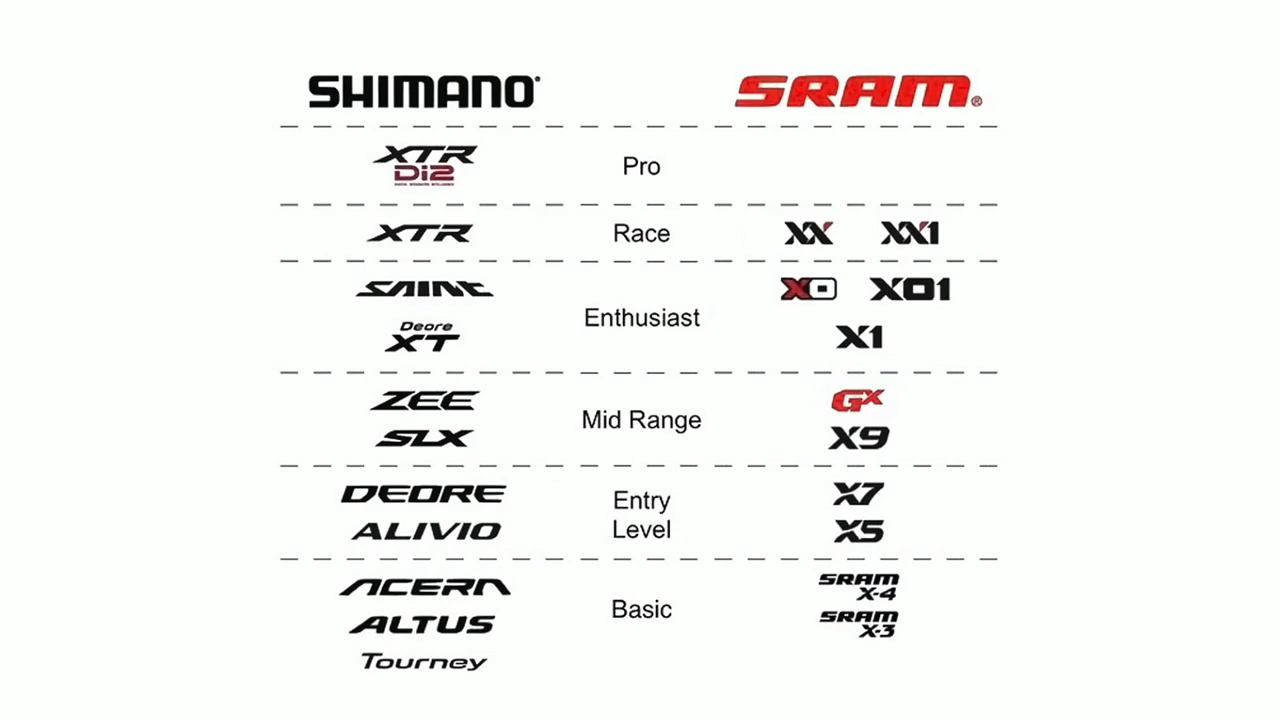 SHIMANO SRAM®
XTR
Di2 Pro
XTR Race XX XX1
SAINT XO XO1
Enthusiast
Deore
XT X1
ZEE GX
Mid Range
SLX X9
DEORE Entry X7
ALIVIO Level X5
ACERA SRAM
X-4
Basic
ALTUS SRAM
X-3
Tourney